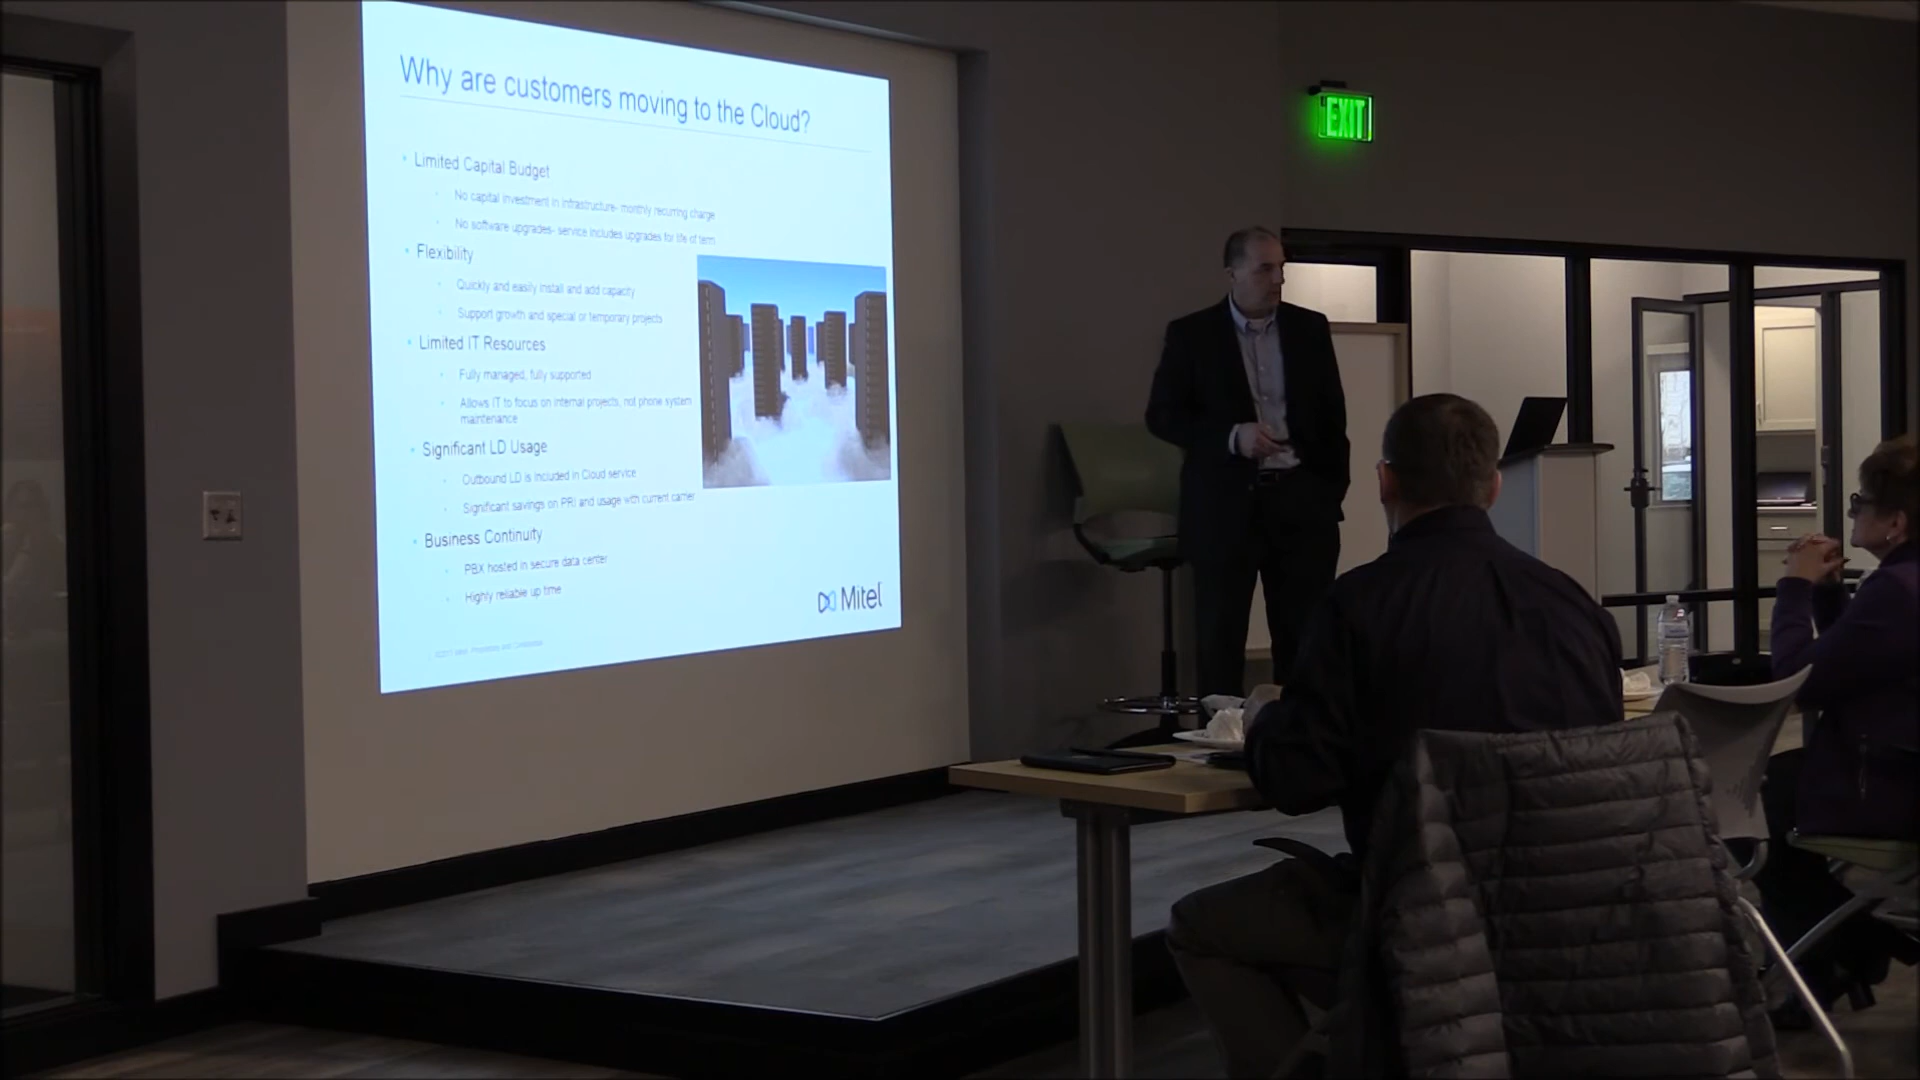 Why are customers moving to the Cloud?
Limited Capital Budget
No capital investment in infrastructure- monthly recurring charge
No software upgrades- service includes upgrades for life of term
Flexibility
Quickly and easily install and add capacity
Support growth and special or temporary projects
Limited IT Resources
Fully managed, fully supported
Allows IT to focus on internal projects, not phone system
maintenance
Significant LD Usage
Outbound LD is included in Cloud service
Significant savings on PRI and usage with current carrier
Business Continuity
PBX hosted in secure data center
Highly reliable up time
Mitel
EXIT